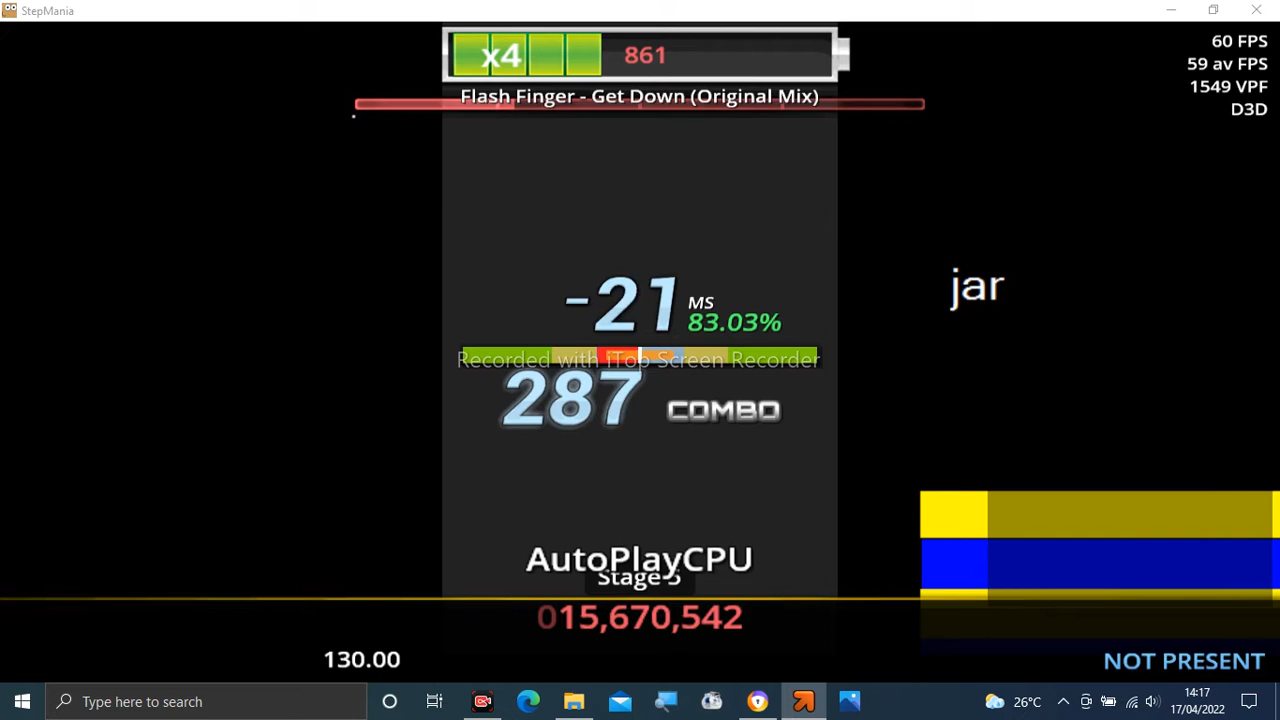 StepMania
x4 861
Flash Finger - Get Down (Original Mix)
60 FPS
59 av FPS
1549 VPF
D3D
-21 MS
83.03%
Recorded with iTop Screen Recorder
287 COMBO
jar
AutoPlayCPU
Stage 5
015,670,542
130.00
NOT PRESENT
Type here to search
26°C
14:17
17/04/2022